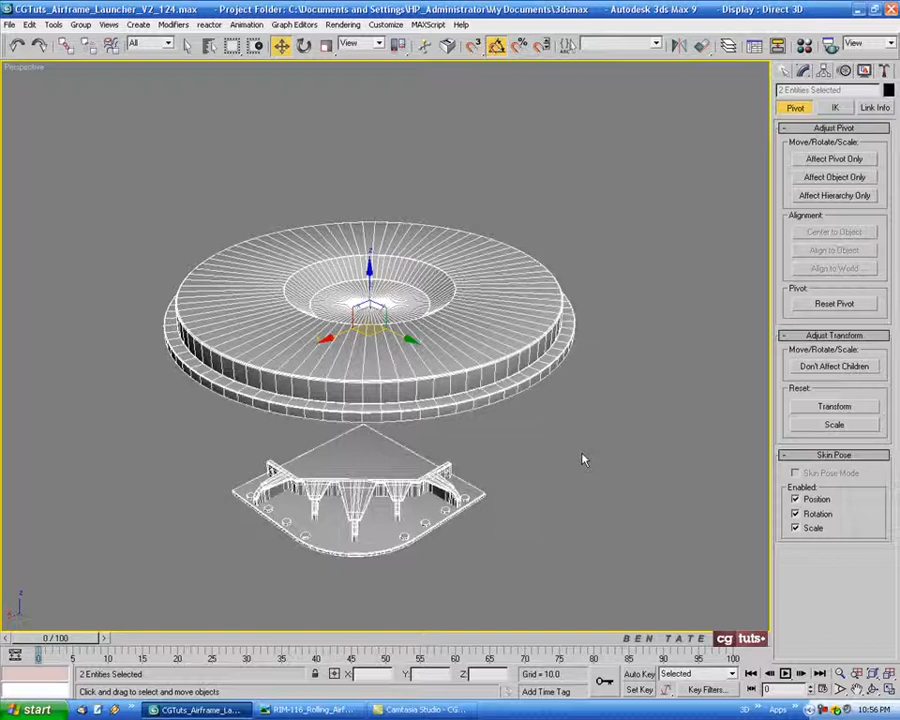 CGTuts_Airframe_Launcher_V2_124.max - Project Folder: C:\Documents and Settings\HP_Administrator\My Documents\3dsmax - Autodesk 3ds Max 9 - Display : Direct 3D
File Edit Tools Group Views Create Modifiers reactor Animation Graph Editors Rendering Customize MAXScript Help
All View View
Perspective
2 Entities Selected
Pivot IK Link Info
Adjust Pivot
Move/Rotate/Scale:
Affect Pivot Only
Affect Object Only
Affect Hierarchy Only
Alignment:
Center to Object
Align to Object
Align to World
Pivot:
Reset Pivot
Adjust Transform
Move/Rotate/Scale:
Don't Affect Children
Reset:
Transform
Scale
Skin Pose
Skin Pose Mode
Enabled:
Position
Rotation
Scale
z
z
BEN TATE cg tuts+
0 / 100
0 5 10 15 20 25 30 35 40 45 50 55 60 65 70 75 80 85 90 95 100
2 Entities Selected X: Y: Z: Grid = 10.0 Auto Key Selected
Click and drag to select and move objects Add Time Tag Set Key Key Filters... 0
start CGTuts_Airframe_La... RIM-116_Rolling_Airf... Camtasia Studio - CG... Apps 10:56 PM